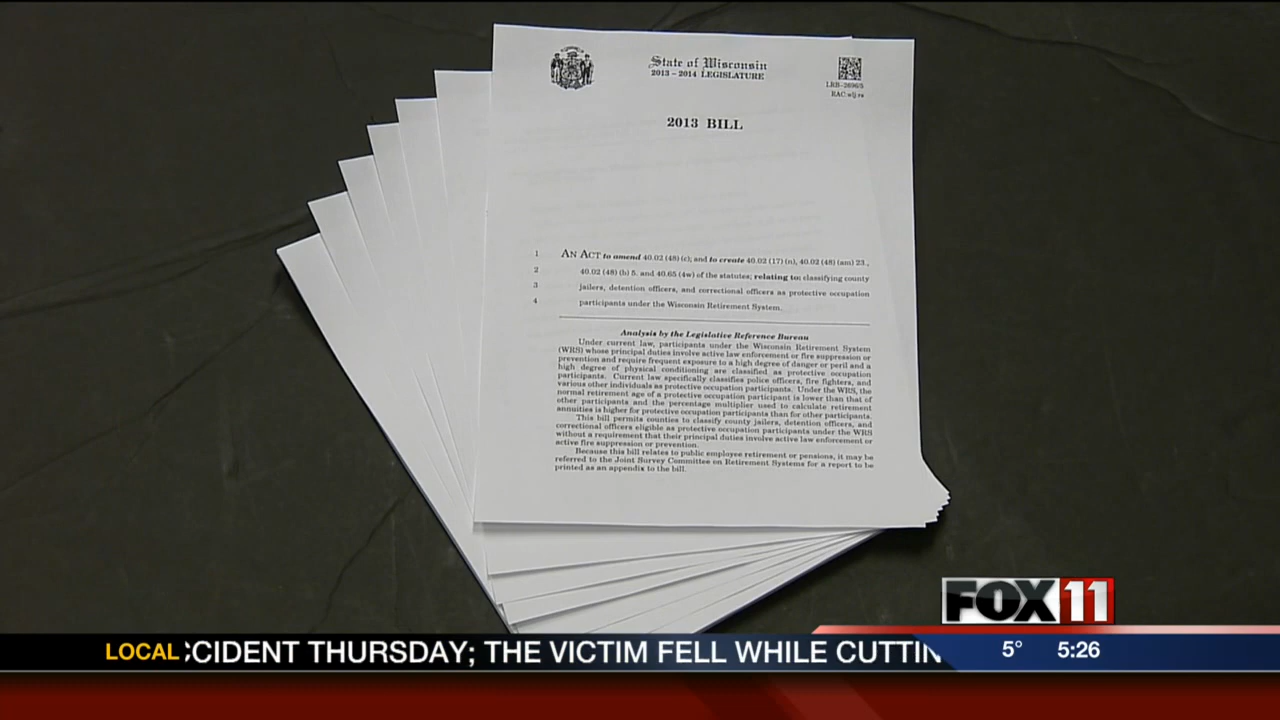 State of Wisconsin
2013 – 2014 LEGISLATURE
LRB-2696/5
RAC:wlj:rs
2013 BILL
1 AN ACT to amend 40.02 (48) (c); and to create 40.02 (17) (n), 40.02 (48) (am) 23.,
2 40.02 (48) (b) 5. and 40.65 (4w) of the statutes; relating to: classifying county
3 jailers, detention officers, and correctional officers as protective occupation
4 participants under the Wisconsin Retirement System.
Analysis by the Legislative Reference Bureau
Under current law, participants under the Wisconsin Retirement System
(WRS) whose principal duties involve active law enforcement or fire suppression or
prevention and require frequent exposure to a high degree of danger or peril and a
high degree of physical conditioning are classified as protective occupation
participants. Current law specifically classifies police officers, fire fighters, and
various other individuals as protective occupation participants. Under the WRS, the
normal retirement age of a protective occupation participant is lower than that of
other participants and the percentage multiplier used to calculate retirement
annuities is higher for protective occupation participants than for other participants.
This bill permits counties to classify county jailers, detention officers, and
correctional officers eligible as protective occupation participants under the WRS
without a requirement that their principal duties involve active law enforcement or
active fire suppression or prevention.
Because this bill relates to public employee retirement or pensions, it may be
referred to the Joint Survey Committee on Retirement Systems for a report to be
printed as an appendix to the bill.
FOX 11
LOCAL CIDENT THURSDAY; THE VICTIM FELL WHILE CUTTIN 5° 5:26